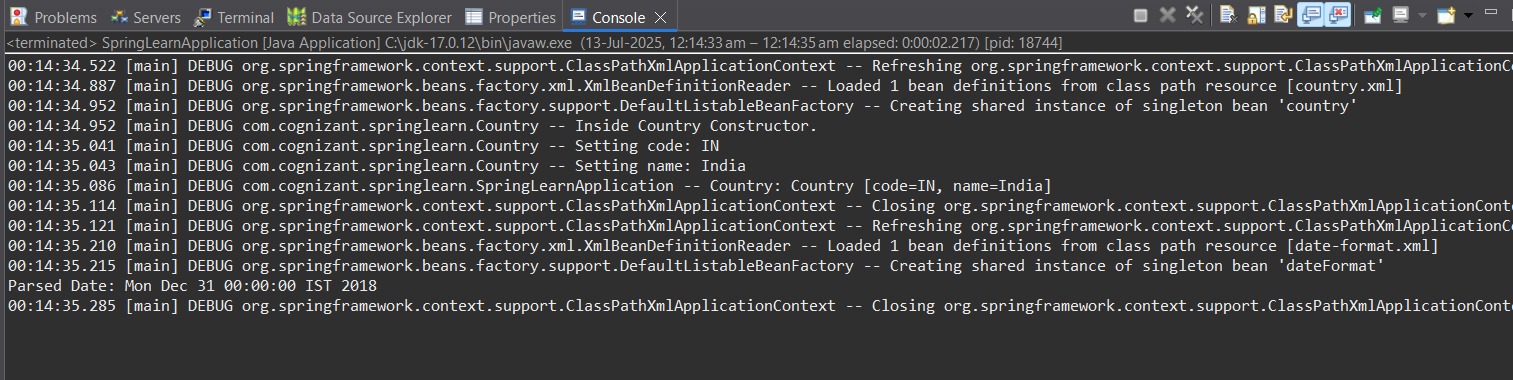 Problems Servers Terminal Data Source Explorer Properties Console
<terminated> SpringLearnApplication [Java Application] C:\jdk-17.0.12\bin\javaw.exe (13-Jul-2025, 12:14:33 am – 12:14:35 am elapsed: 0:00:02.217) [pid: 18744]
00:14:34.522 [main] DEBUG org.springframework.context.support.ClassPathXmlApplicationContext -- Refreshing org.springframework.context.support.ClassPathXmlApplicationC
00:14:34.887 [main] DEBUG org.springframework.beans.factory.xml.XmlBeanDefinitionReader -- Loaded 1 bean definitions from class path resource [country.xml]
00:14:34.952 [main] DEBUG org.springframework.beans.factory.support.DefaultListableBeanFactory -- Creating shared instance of singleton bean 'country'
00:14:34.952 [main] DEBUG com.cognizant.springlearn.Country -- Inside Country Constructor.
00:14:35.041 [main] DEBUG com.cognizant.springlearn.Country -- Setting code: IN
00:14:35.043 [main] DEBUG com.cognizant.springlearn.Country -- Setting name: India
00:14:35.086 [main] DEBUG com.cognizant.springlearn.SpringLearnApplication -- Country: Country [code=IN, name=India]
00:14:35.114 [main] DEBUG org.springframework.context.support.ClassPathXmlApplicationContext -- Closing org.springframework.context.support.ClassPathXmlApplicationCont
00:14:35.121 [main] DEBUG org.springframework.context.support.ClassPathXmlApplicationContext -- Refreshing org.springframework.context.support.ClassPathXmlApplicationC
00:14:35.210 [main] DEBUG org.springframework.beans.factory.xml.XmlBeanDefinitionReader -- Loaded 1 bean definitions from class path resource [date-format.xml]
00:14:35.215 [main] DEBUG org.springframework.beans.factory.support.DefaultListableBeanFactory -- Creating shared instance of singleton bean 'dateFormat'
Parsed Date: Mon Dec 31 00:00:00 IST 2018
00:14:35.285 [main] DEBUG org.springframework.context.support.ClassPathXmlApplicationContext -- Closing org.springframework.context.support.ClassPathXmlApplicationCont